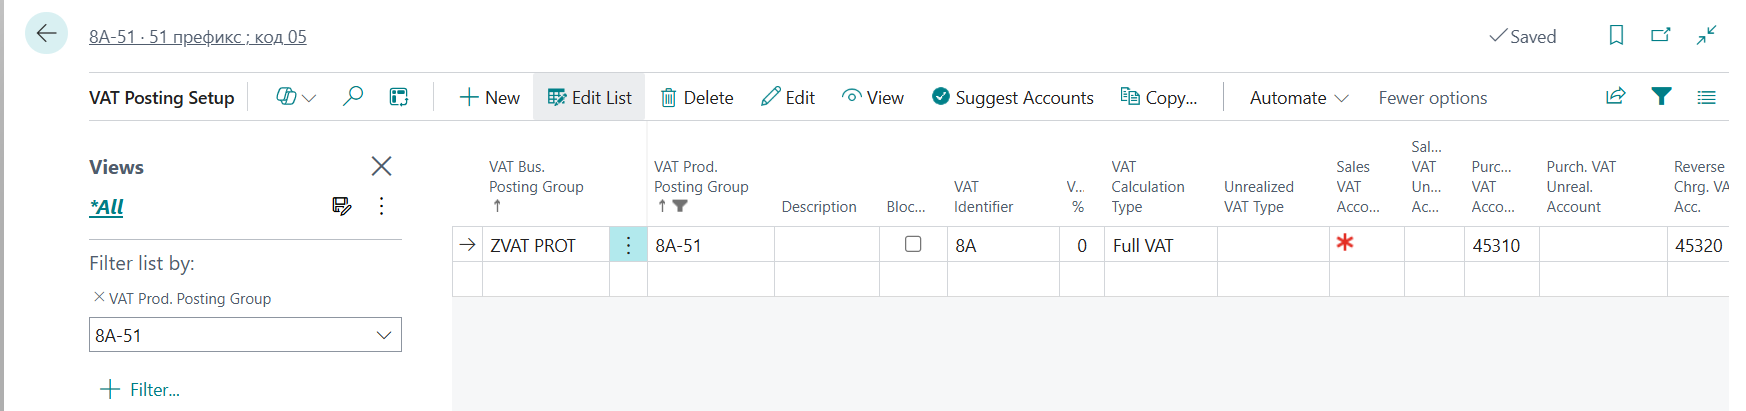 8A-51 · 51 префикс ; код 05
Saved
VAT Posting Setup
New
Edit List
Delete
Edit
View
Suggest Accounts
Copy...
Automate
Fewer options
Views
*All
Filter list by:
× VAT Prod. Posting Group
8A-51
+ Filter...
VAT Bus. Posting Group ↑
VAT Prod. Posting Group ↑
Description
Bloc...
VAT Identifier
V... %
VAT Calculation Type
Unrealized VAT Type
Sales VAT Acco...
Sal... VAT Un... Ac...
Purc... VAT Acco...
Purch. VAT Unreal. Account
Reverse Chrg. VA Acc.
→ ZVAT PROT 8A-51 8A 0 Full VAT * 45310 45320